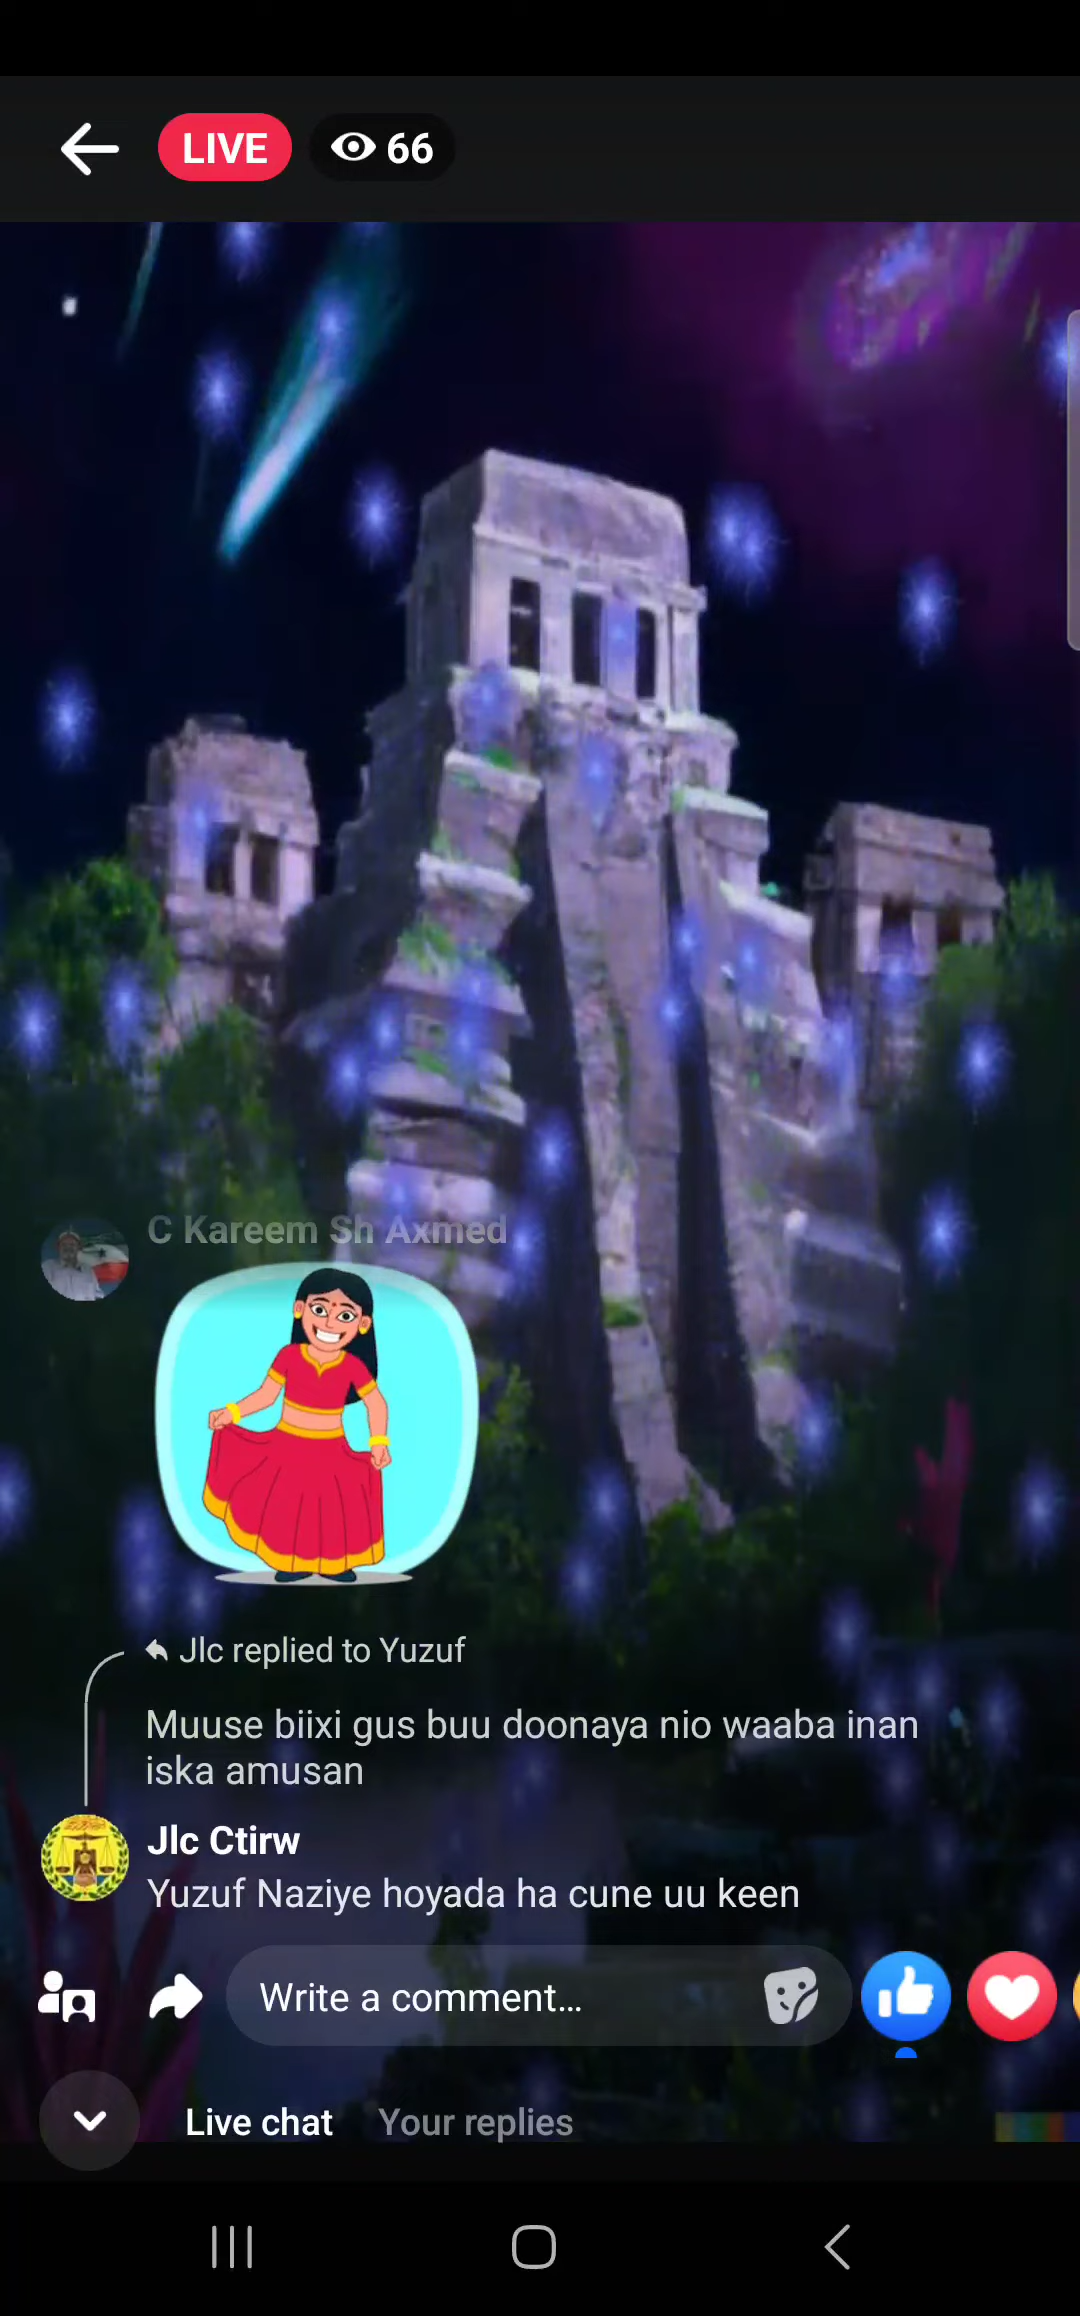 LIVE 66
C Kareem Sh Axmed
Jlc replied to Yuzuf
Muuse biixi gus buu doonaya nio waaba inan
iska amusan
Jlc Ctirw
Yuzuf Naziye hoyada ha cune uu keen
Write a comment...
Live chat Your replies